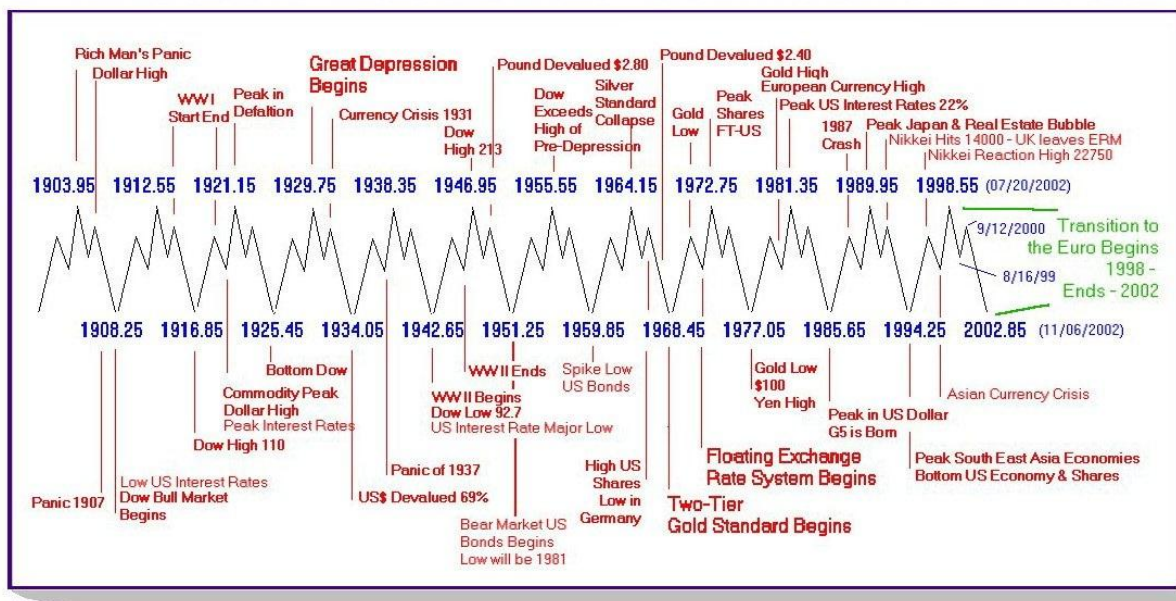 Rich Man's Panic
Dollar High
WW I
Start End
Peak in
Defaltion
Great Depression
Begins
Currency Crisis 1931
Dow
High 213
Pound Devalued $2.80
Dow
Exceeds
High of
Pre-Depression
Silver
Standard
Collapse
Pound Devalued $2.40
Gold
Low
Peak
Shares
FT-US
Gold High
European Currency High
Peak US Interest Rates 22%
1987
Crash
Peak Japan & Real Estate Bubble
Nikkei Hits 14000 - UK leaves ERM
Nikkei Reaction High 22750
1903.95 1912.55 1921.15 1929.75 1938.35 1946.95 1955.55 1964.15 1972.75 1981.35 1989.95 1998.55 (07/20/2002)
9/12/2000
8/16/99
Transition to
the Euro Begins
1998 -
Ends - 2002
1908.25 1916.85 1925.45 1934.05 1942.65 1951.25 1959.85 1968.45 1977.05 1985.65 1994.25 2002.85 (11/06/2002)
Panic 1907
Low US Interest Rates
Dow Bull Market
Begins
Dow High 110
Commodity Peak
Dollar High
Peak Interest Rates
Bottom Dow
US$ Devalued 69%
Panic of 1937
WW II Begins
Dow Low 92.7
US Interest Rate Major Low
WW II Ends
Bear Market US
Bonds Begins
Low will be 1981
Spike Low
US Bonds
High US
Shares
Low in
Germany
Two-Tier
Gold Standard Begins
Floating Exchange
Rate System Begins
Gold Low
$100
Yen High
Peak in US Dollar
G5 is Born
Peak South East Asia Economies
Bottom US Economy & Shares
Asian Currency Crisis